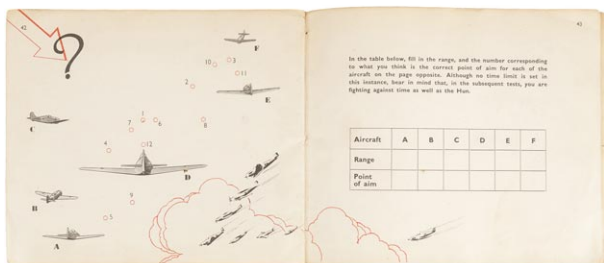 42
?
F
10
3
11
2
E
C
1
6
7
8
12
4
D
B
9
5
A
43
In the table below, fill in the range, and the number corresponding
to what you think is the correct point of aim for each of the
aircraft on the page opposite. Although no time limit is set in
this instance, bear in mind that, in the subsequent tests, you are
fighting against time as well as the Hun.
Aircraft A B C D E F
Range
Point
of aim